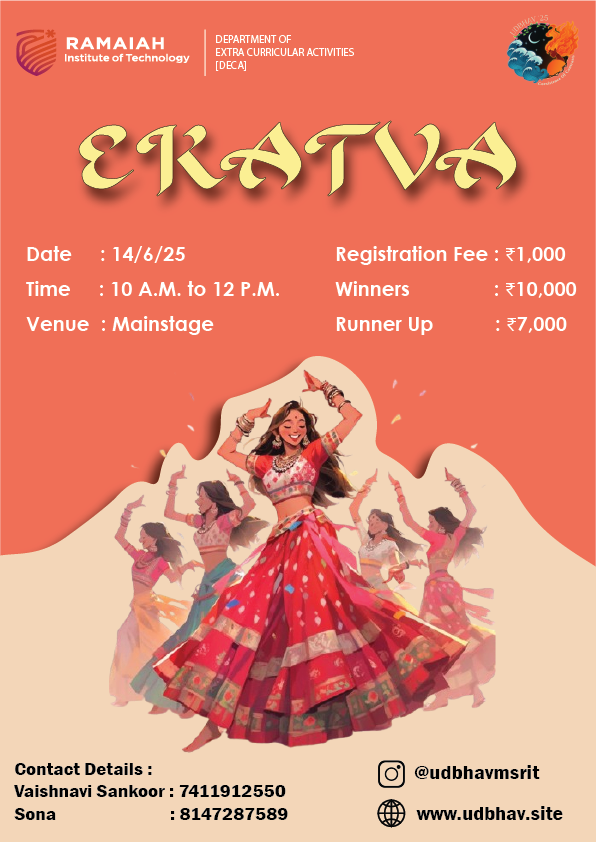 RAMAIAH
Institute of Technology
DEPARTMENT OF
EXTRA CURRICULAR ACTIVITIES
[DECA]
UDBHAV '25
EKATVA
Date : 14/6/25
Time : 10 A.M. to 12 P.M.
Venue : Mainstage
Registration Fee : ₹1,000
Winners : ₹10,000
Runner Up : ₹7,000
Contact Details :
Vaishnavi Sankoor : 7411912550
Sona : 8147287589
@udbhavmsrit
www.udbhav.site